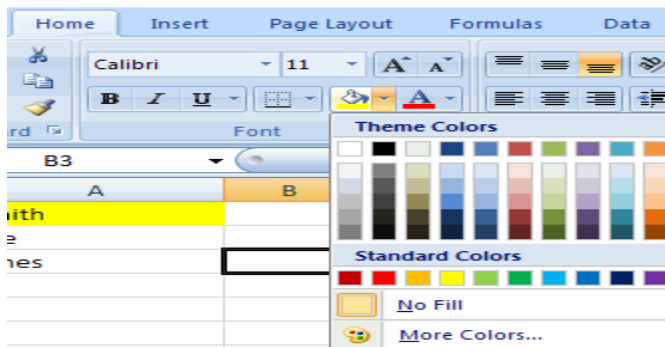 Home Insert Page Layout Formulas Data
Calibri 11 A A
B I U A
rd Font
Theme Colors
B3
A B
ith
e
nes
Standard Colors
No Fill
More Colors...